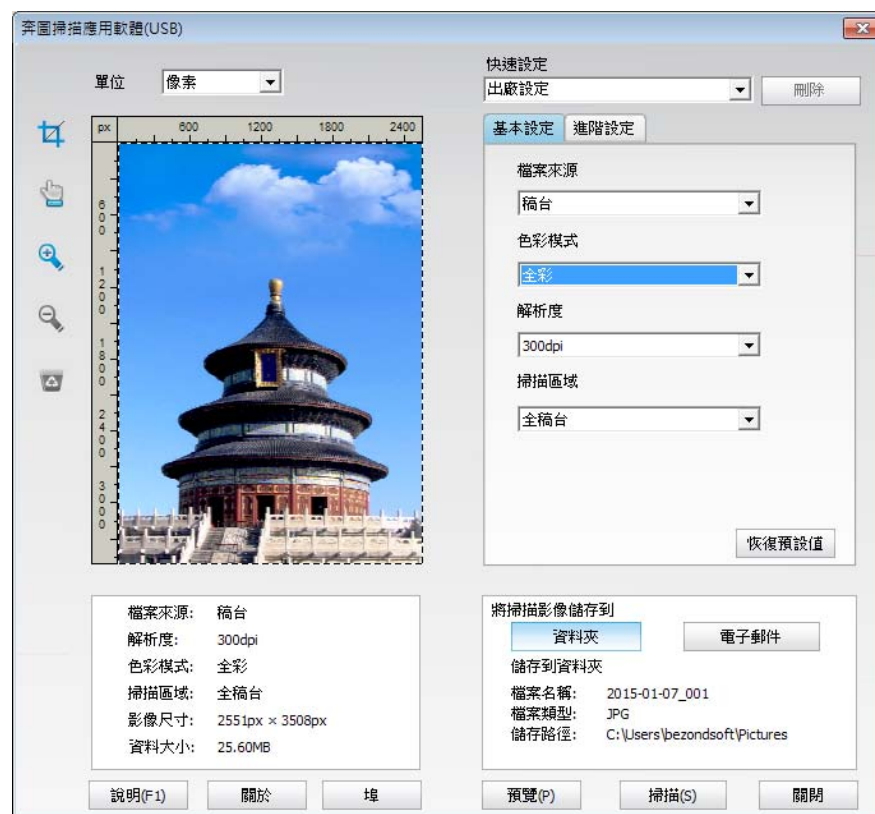 奔圖掃描應用軟體(USB)
單位 像素
快速設定
出廠設定 刪除
px 600 1200 1800 2400
600
1200
1800
2400
3000
基本設定 進階設定
檔案來源
稿台
色彩模式
全彩
解析度
300dpi
掃描區域
全稿台
恢復預設值
檔案來源: 稿台
解析度: 300dpi
色彩模式: 全彩
掃描區域: 全稿台
影像尺寸: 2551px × 3508px
資料大小: 25.60MB
將掃描影像儲存到
資料夾 電子郵件
儲存到資料夾
檔案名稱: 2015-01-07_001
檔案類型: JPG
儲存路徑: C:\Users\bezondsoft\Pictures
說明(F1) 關於 埠 預覽(P) 掃描(S) 關閉